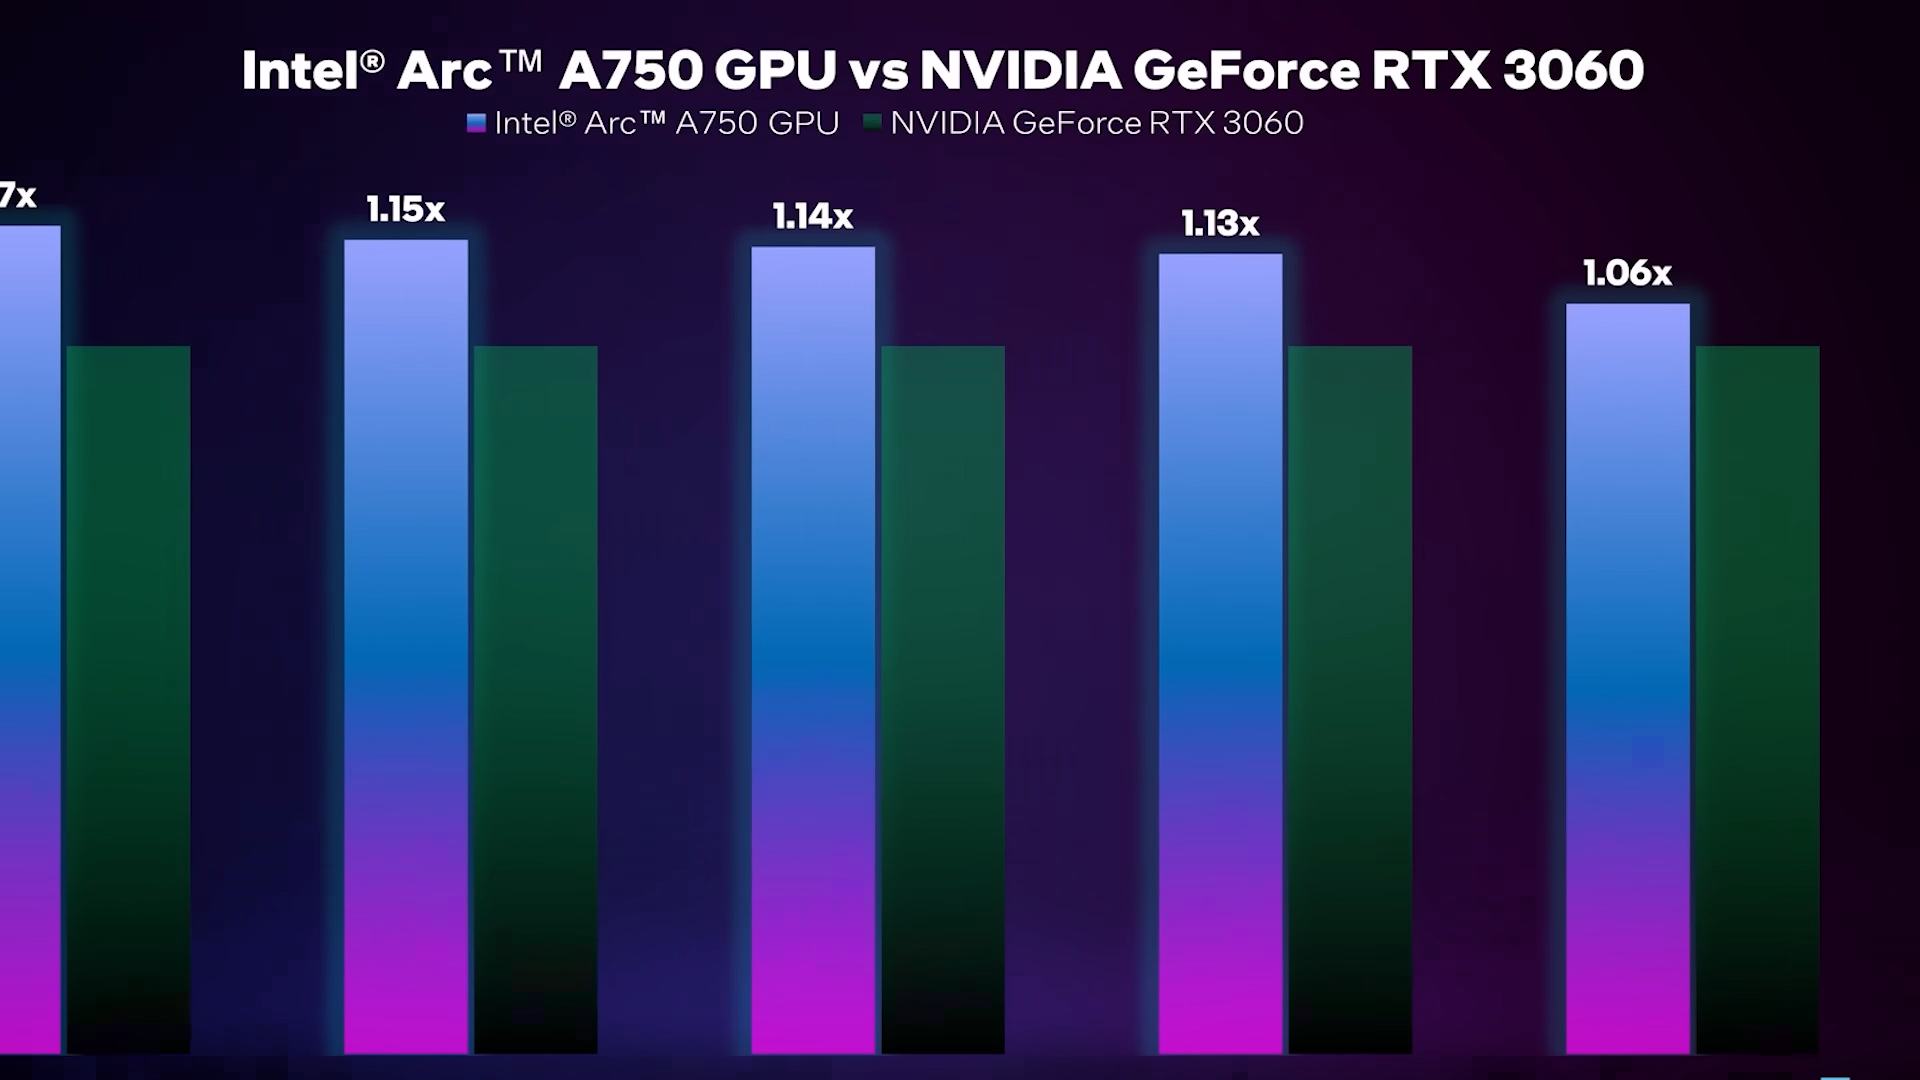 Intel® Arc™ A750 GPU vs NVIDIA GeForce RTX 3060
Intel® Arc™ A750 GPU NVIDIA GeForce RTX 3060
7x 1.15x 1.14x 1.13x 1.06x